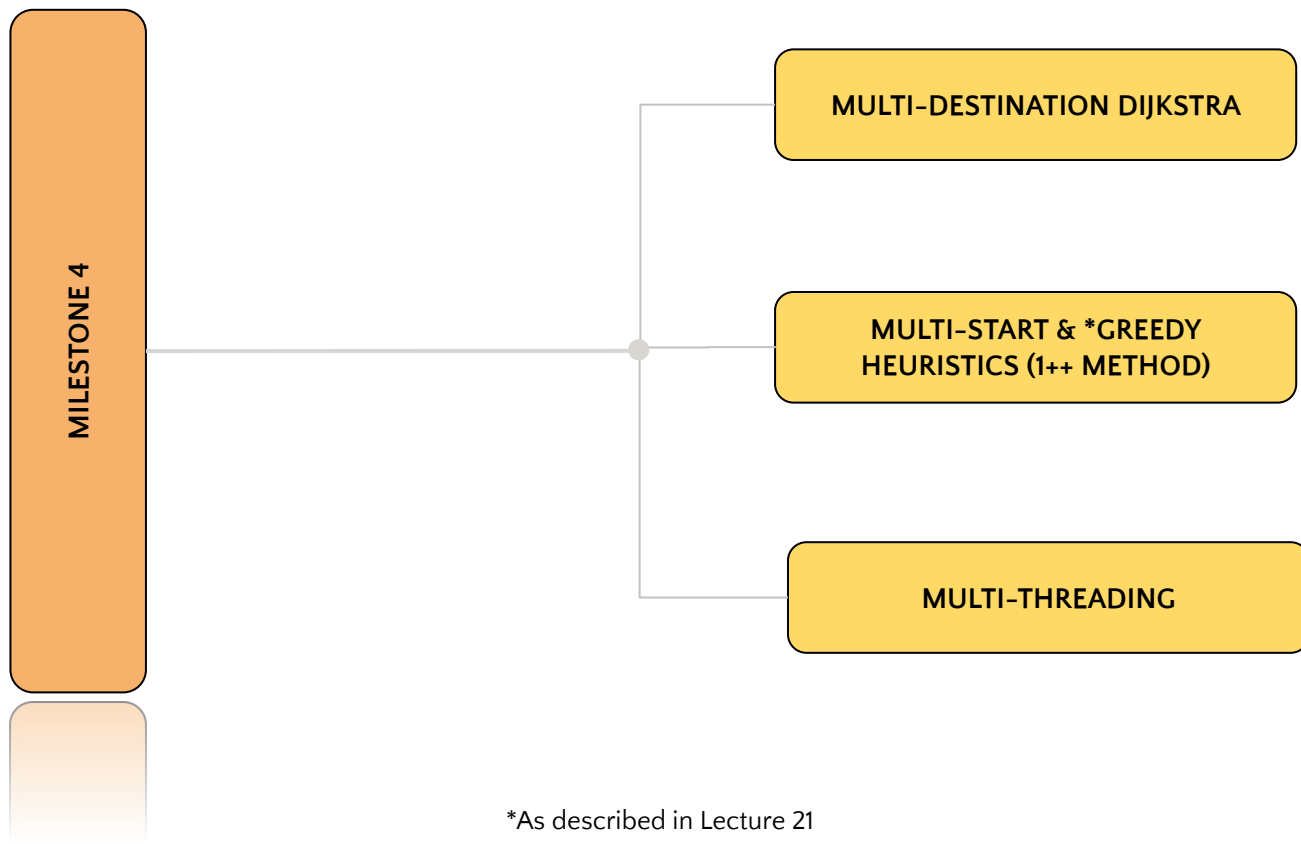 MILESTONE 4
MULTI-DESTINATION DIJKSTRA
MULTI-START & *GREEDY
HEURISTICS (1++ METHOD)
MULTI-THREADING
*As described in Lecture 21